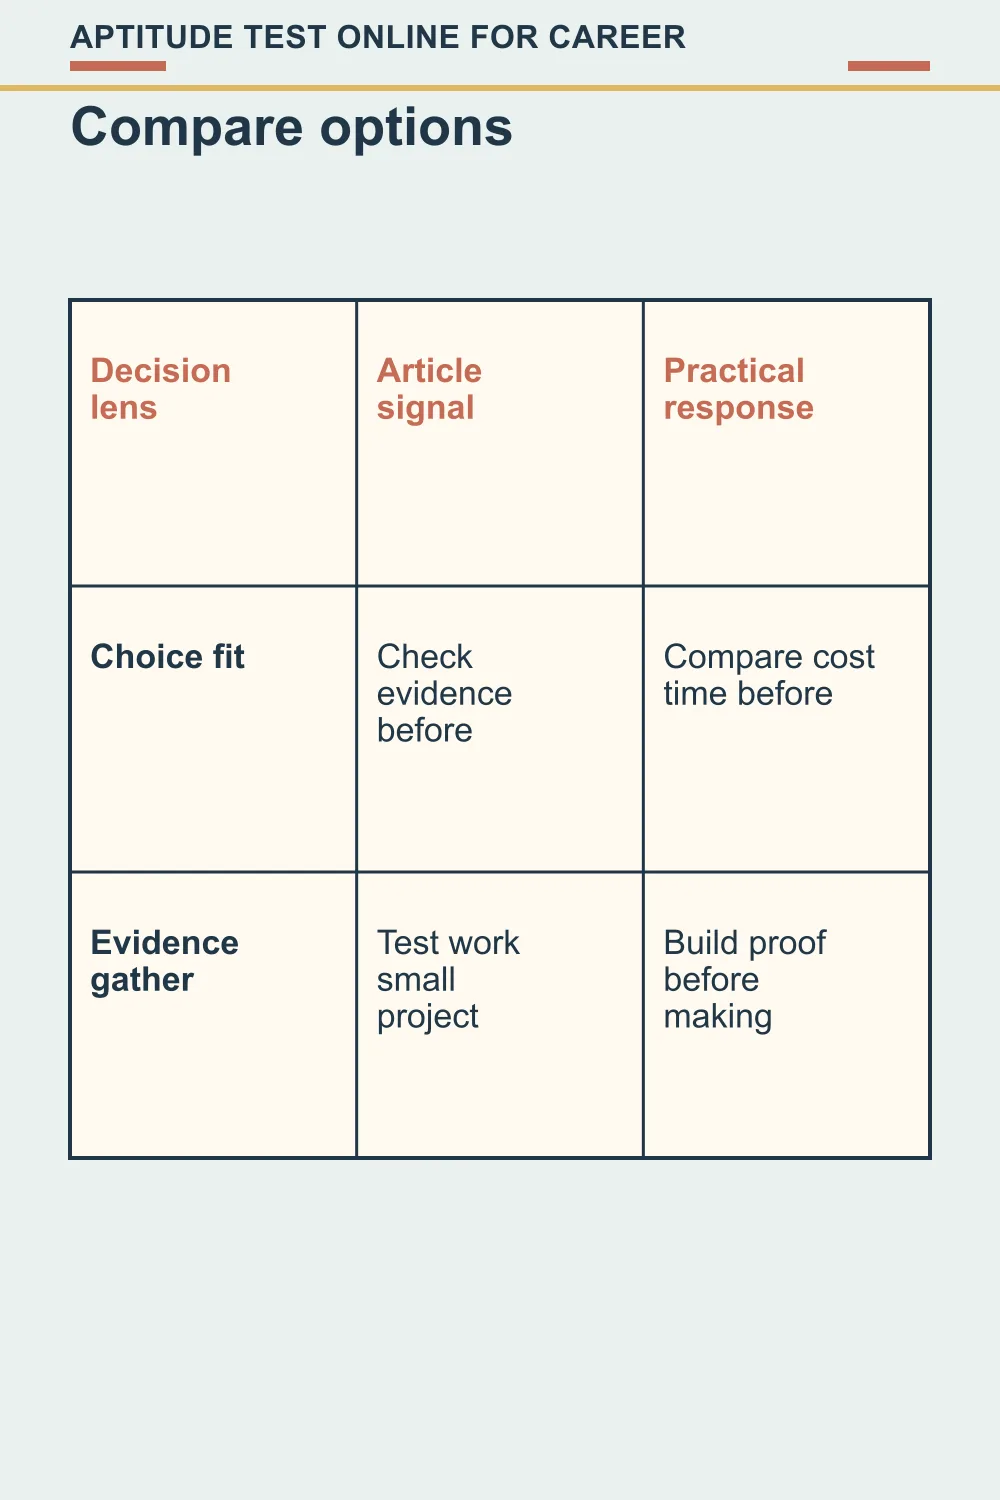 APTITUDE TEST ONLINE FOR CAREER
Compare options
Decision
lens
Article
signal
Practical
response
Choice fit
Check
evidence
before
Compare cost
time before
Evidence
gather
Test work
small
project
Build proof
before
making